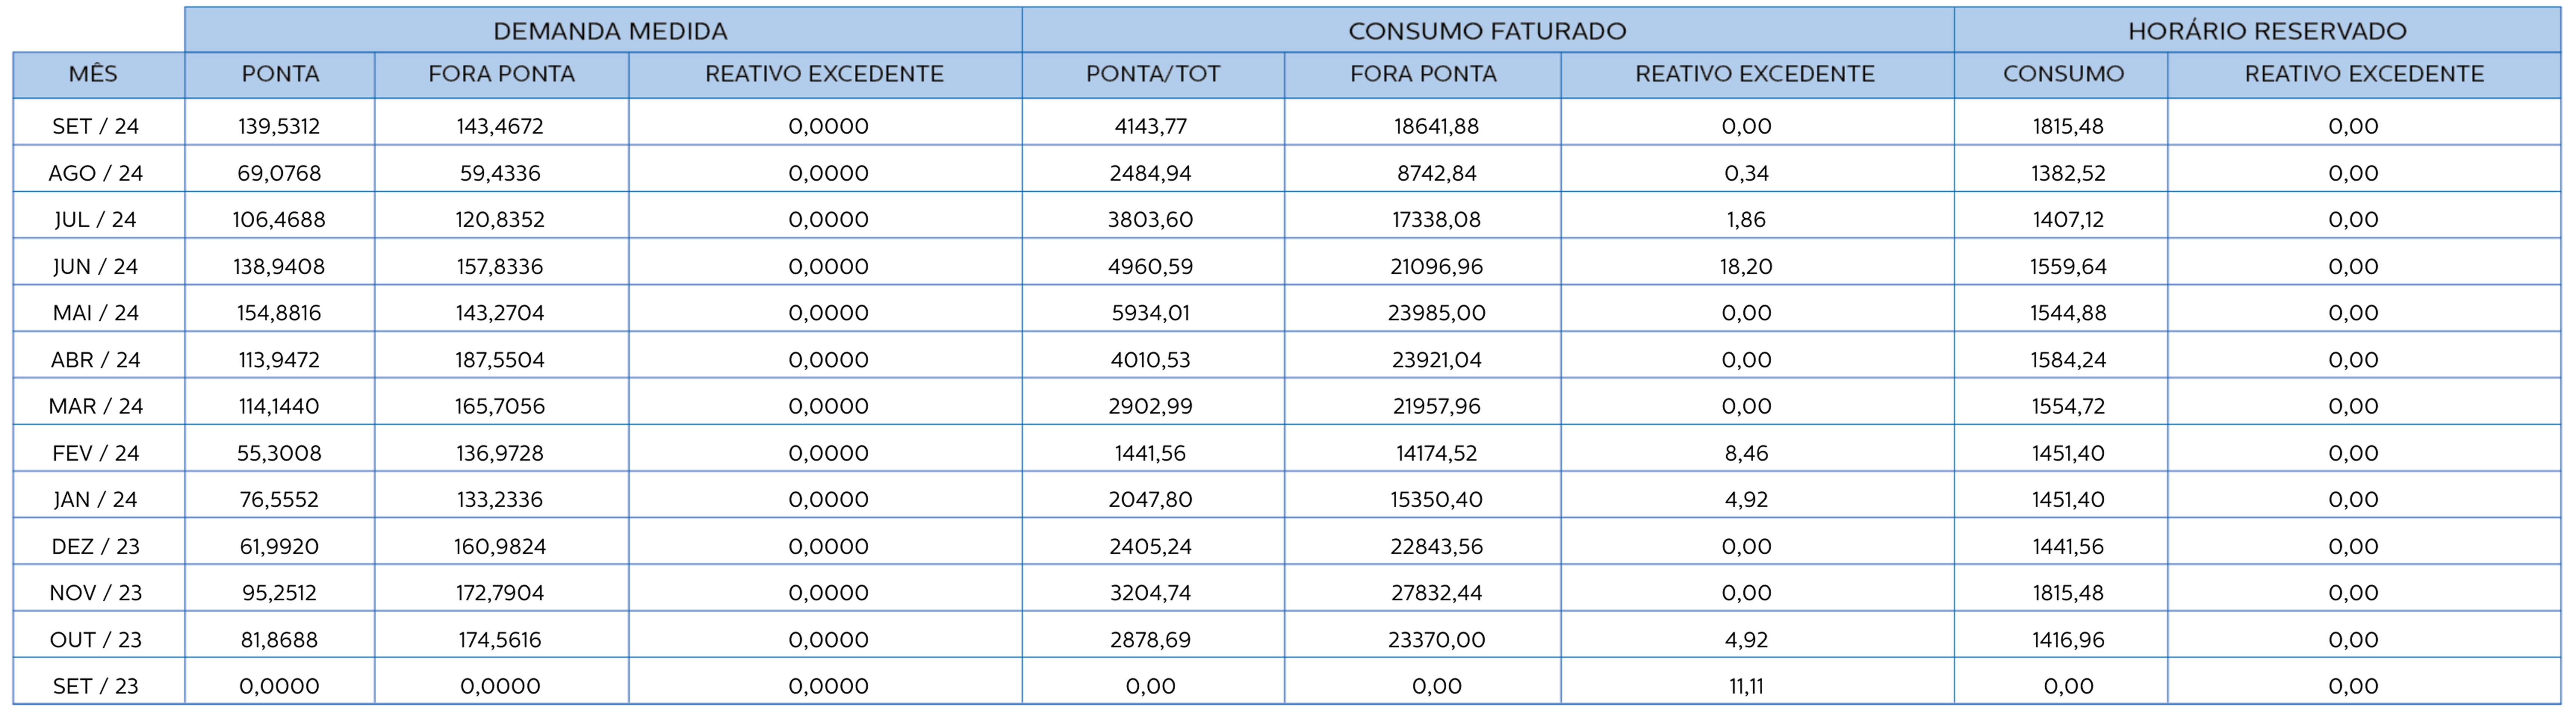 DEMANDA MEDIDA CONSUMO FATURADO HORÁRIO RESERVADO
MÊS PONTA FORA PONTA REATIVO EXCEDENTE PONTA/TOT FORA PONTA REATIVO EXCEDENTE CONSUMO REATIVO EXCEDENTE
SET / 24 139,5312 143,4672 0,0000 4143,77 18641,88 0,00 1815,48 0,00
AGO / 24 69,0768 59,4336 0,0000 2484,94 8742,84 0,34 1382,52 0,00
JUL / 24 106,4688 120,8352 0,0000 3803,60 17338,08 1,86 1407,12 0,00
JUN / 24 138,9408 157,8336 0,0000 4960,59 21096,96 18,20 1559,64 0,00
MAI / 24 154,8816 143,2704 0,0000 5934,01 23985,00 0,00 1544,88 0,00
ABR / 24 113,9472 187,5504 0,0000 4010,53 23921,04 0,00 1584,24 0,00
MAR / 24 114,1440 165,7056 0,0000 2902,99 21957,96 0,00 1554,72 0,00
FEV / 24 55,3008 136,9728 0,0000 1441,56 14174,52 8,46 1451,40 0,00
JAN / 24 76,5552 133,2336 0,0000 2047,80 15350,40 4,92 1451,40 0,00
DEZ / 23 61,9920 160,9824 0,0000 2405,24 22843,56 0,00 1441,56 0,00
NOV / 23 95,2512 172,7904 0,0000 3204,74 27832,44 0,00 1815,48 0,00
OUT / 23 81,8688 174,5616 0,0000 2878,69 23370,00 4,92 1416,96 0,00
SET / 23 0,0000 0,0000 0,0000 0,00 0,00 11,11 0,00 0,00